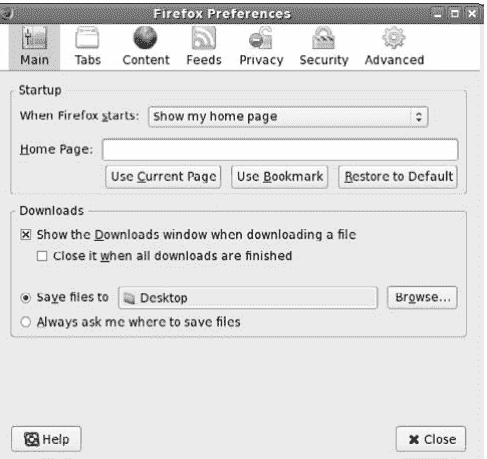 Firefox Preferences
Main Tabs Content Feeds Privacy Security Advanced
Startup
When Firefox starts: Show my home page
Home Page:
Use Current Page Use Bookmark Restore to Default
Downloads
Show the Downloads window when downloading a file
Close it when all downloads are finished
Save files to Desktop Browse...
Always ask me where to save files
Help Close